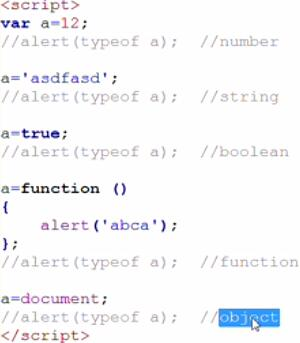 <script>
var a=12;
//alert(typeof a);  //number
a='asdfasd';
//alert(typeof a);  //string
a=true;
//alert(typeof a);  //boolean
a=function ()
{
    alert('abca');
};
//alert(typeof a);  //function
a=document;
//alert(typeof a);  //object
</script>